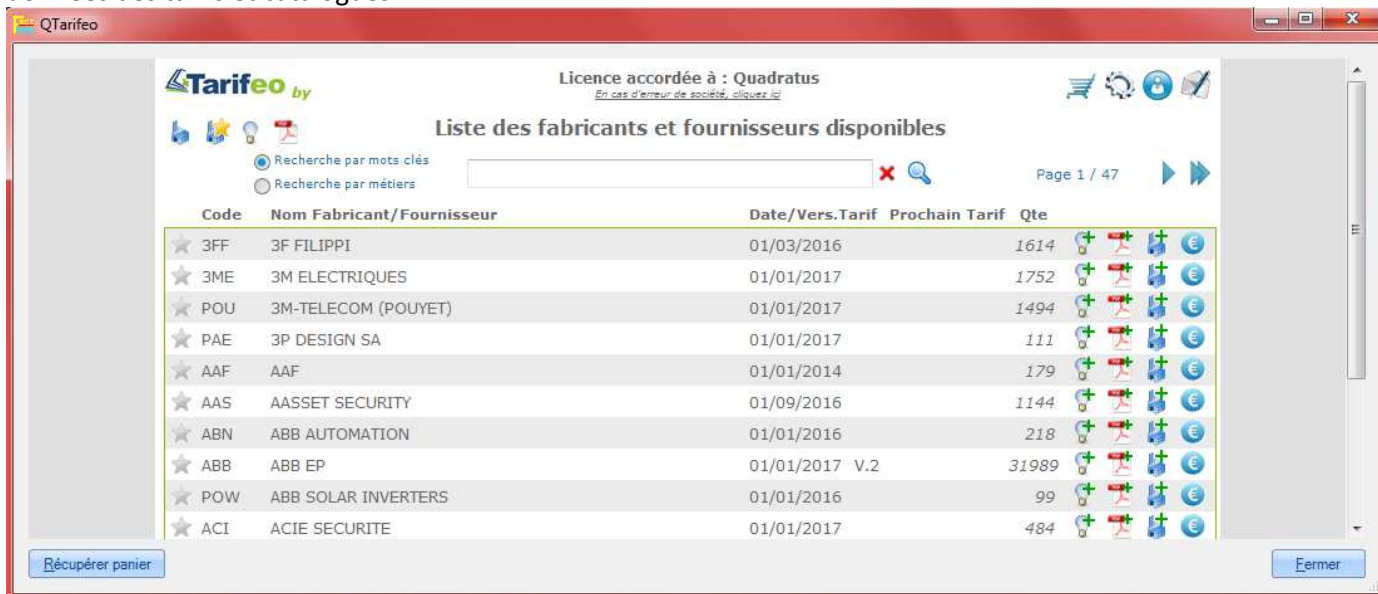 QTarifeo
Tarifeo by
Licence accordée à : Quadratus
En cas d'erreur de société, cliquez ici
Liste des fabricants et fournisseurs disponibles
Recherche par mots clés
Recherche par métiers
Page 1 / 47
Code Nom Fabricant/Fournisseur Date/Vers.Tarif Prochain Tarif Qte
3FF 3F FILIPPI 01/03/2016 1614
3ME 3M ELECTRIQUES 01/01/2017 1752
POU 3M-TELECOM (POUYET) 01/01/2017 1494
PAE 3P DESIGN SA 01/01/2017 111
AAF AAF 01/01/2014 179
AAS AASSET SECURITY 01/09/2016 1144
ABN ABB AUTOMATION 01/01/2016 218
ABB ABB EP 01/01/2017 V.2 31989
POW ABB SOLAR INVERTERS 01/01/2016 99
ACI ACIE SECURITE 01/01/2017 484
Récupérer panier
Fermer